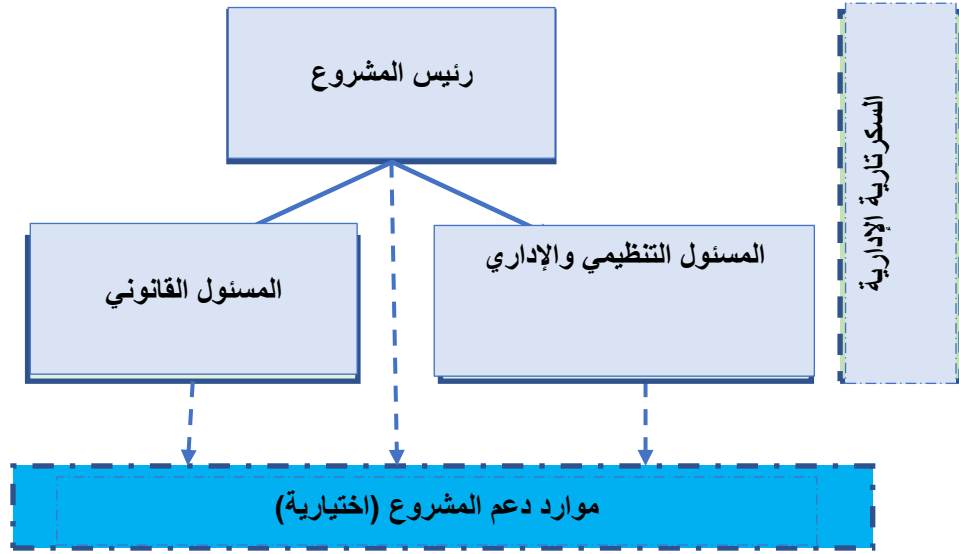 رئيس المشروع
السكرتارية الإدارية
المسئول التنظيمي والإداري
المسئول القانوني
موارد دعم المشروع (اختيارية)